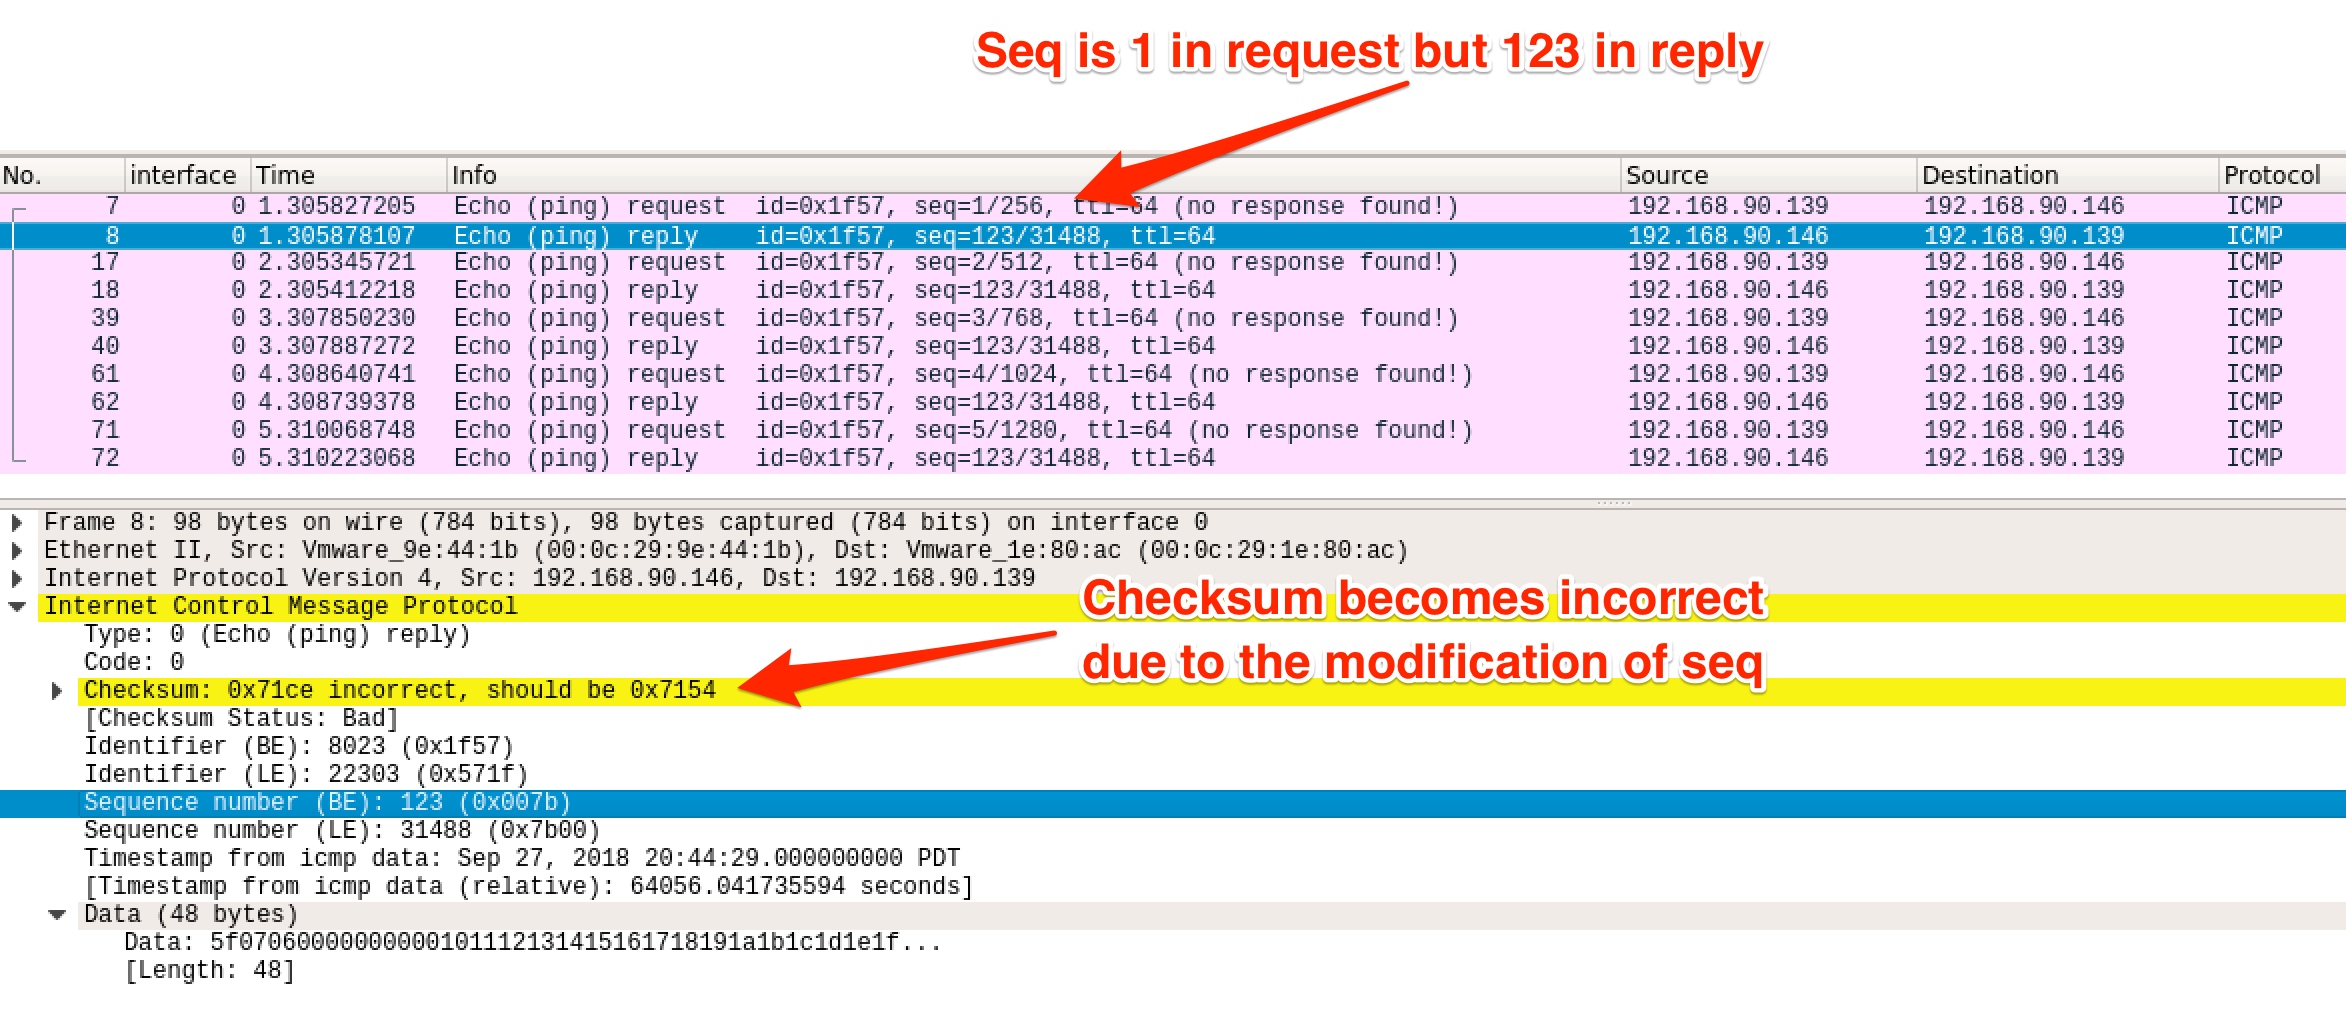 Seq is 1 in request but 123 in reply
No. interface Time Info Source Destination Protocol
7 0 1.305827205 Echo (ping) request id=0x1f57, seq=1/256, ttl=64 (no response found!) 192.168.90.139 192.168.90.146 ICMP
8 0 1.305878107 Echo (ping) reply id=0x1f57, seq=123/31488, ttl=64 192.168.90.146 192.168.90.139 ICMP
17 0 2.305345721 Echo (ping) request id=0x1f57, seq=2/512, ttl=64 (no response found!) 192.168.90.139 192.168.90.146 ICMP
18 0 2.305412218 Echo (ping) reply id=0x1f57, seq=123/31488, ttl=64 192.168.90.146 192.168.90.139 ICMP
39 0 3.307850230 Echo (ping) request id=0x1f57, seq=3/768, ttl=64 (no response found!) 192.168.90.139 192.168.90.146 ICMP
40 0 3.307887272 Echo (ping) reply id=0x1f57, seq=123/31488, ttl=64 192.168.90.146 192.168.90.139 ICMP
61 0 4.308640741 Echo (ping) request id=0x1f57, seq=4/1024, ttl=64 (no response found!) 192.168.90.139 192.168.90.146 ICMP
62 0 4.308739378 Echo (ping) reply id=0x1f57, seq=123/31488, ttl=64 192.168.90.146 192.168.90.139 ICMP
71 0 5.310068748 Echo (ping) request id=0x1f57, seq=5/1280, ttl=64 (no response found!) 192.168.90.139 192.168.90.146 ICMP
72 0 5.310223068 Echo (ping) reply id=0x1f57, seq=123/31488, ttl=64 192.168.90.146 192.168.90.139 ICMP
Frame 8: 98 bytes on wire (784 bits), 98 bytes captured (784 bits) on interface 0
Ethernet II, Src: Vmware_9e:44:1b (00:0c:29:9e:44:1b), Dst: Vmware_1e:80:ac (00:0c:29:1e:80:ac)
Internet Protocol Version 4, Src: 192.168.90.146, Dst: 192.168.90.139
Internet Control Message Protocol
Checksum becomes incorrect
due to the modification of seq
Type: 0 (Echo (ping) reply)
Code: 0
Checksum: 0x71ce incorrect, should be 0x7154
[Checksum Status: Bad]
Identifier (BE): 8023 (0x1f57)
Identifier (LE): 22303 (0x571f)
Sequence number (BE): 123 (0x007b)
Sequence number (LE): 31488 (0x7b00)
Timestamp from icmp data: Sep 27, 2018 20:44:29.000000000 PDT
[Timestamp from icmp data (relative): 64056.041735594 seconds]
Data (48 bytes)
Data: 5f07060000000000101112131415161718191a1b1c1d1e1f...
[Length: 48]